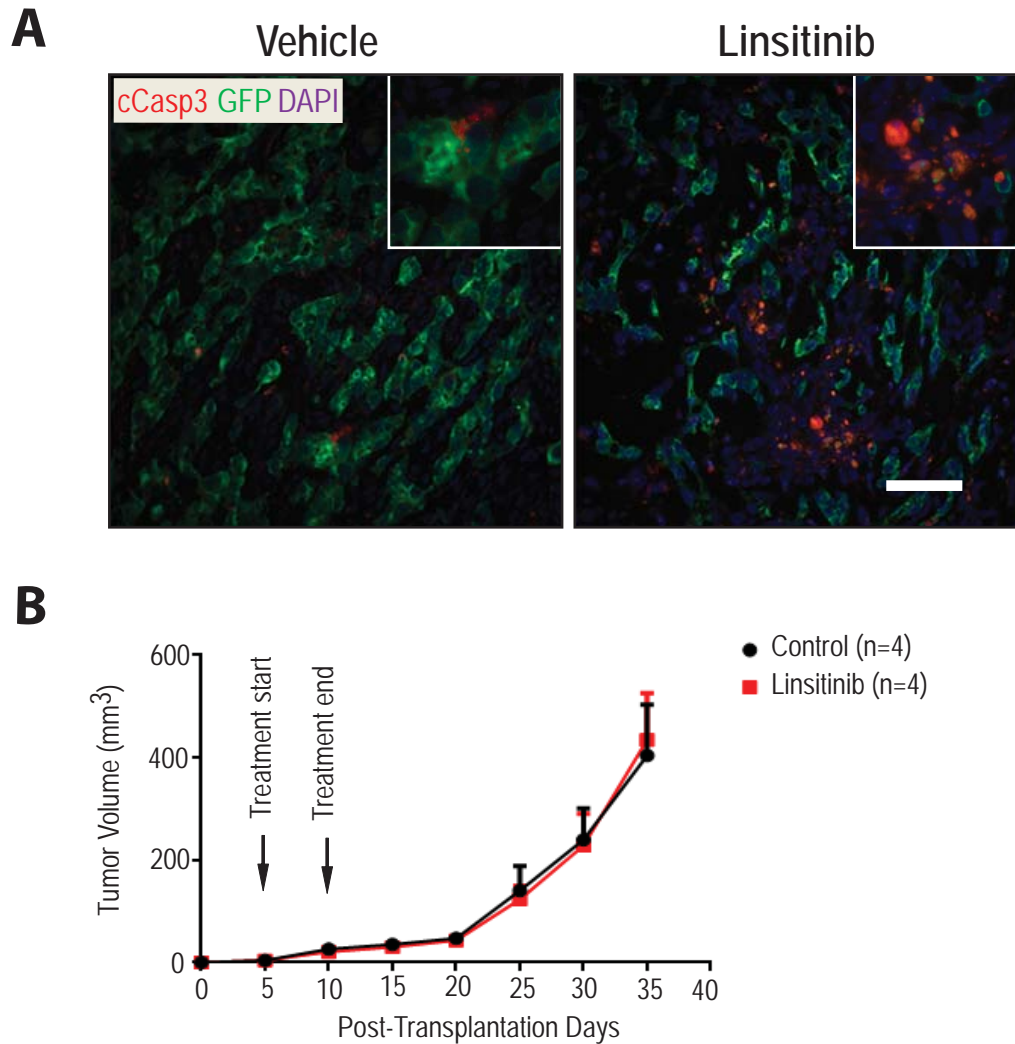 A
Vehicle
Linsitinib
cCasp3 GFP DAPI
B
Tumor Volume (mm³)
600
400
200
0
Treatment start
Treatment end
Control (n=4)
Linsitinib (n=4)
0 5 10 15 20 25 30 35 40
Post-Transplantation Days